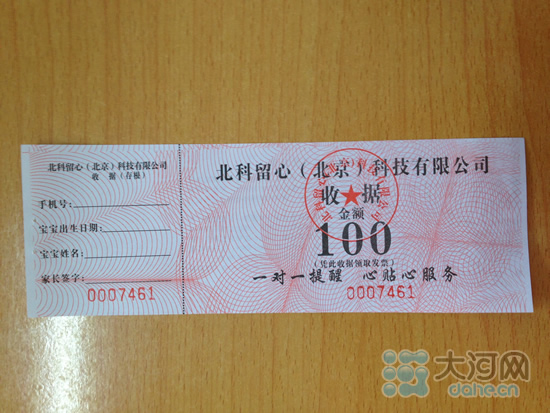 北科留心（北京）科技有限公司
收 据（存根）
手机号：
宝宝出生日期：
宝宝姓名：
家长签字：
0007461
北科留心（北京）科技有限公司
收 据
金额
100
（凭此收据领取发票）
一对一提醒 心贴心服务
0007461
大河网
dahe.cn